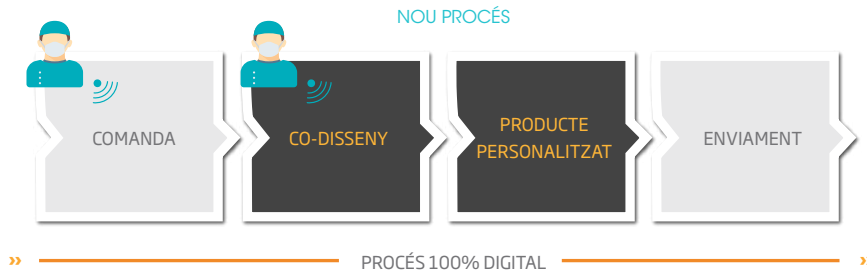 NOU PROCÉS
COMANDA
CO-DISSENY
PRODUCTE
PERSONALITZAT
ENVIAMENT
PROCÉS 100% DIGITAL